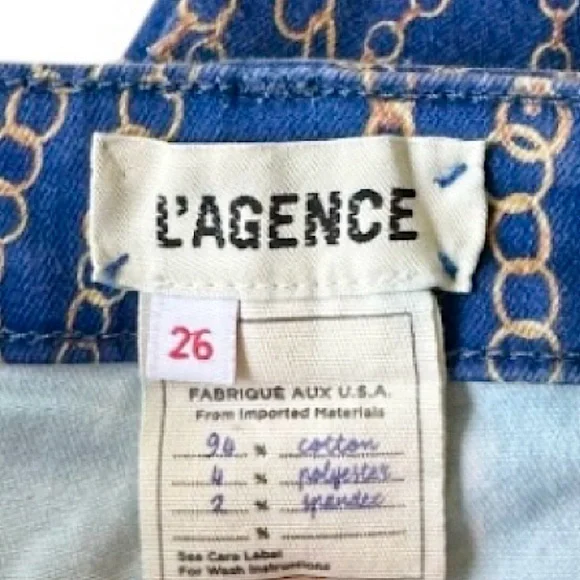 L'AGENCE
26
FABRIQUÉ AUX U.S.A.
From Imported Materials
94 % cotton
4 % polyester
2 % spandex
%
See Care Label
For Wash Instructions